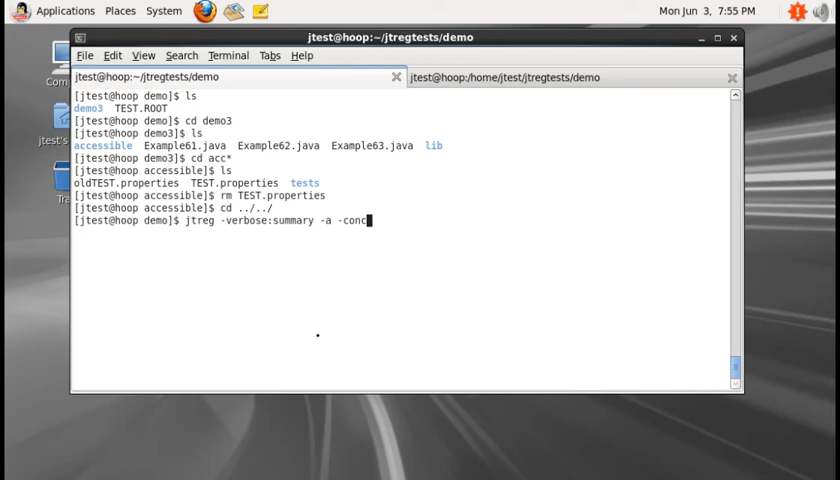 Applications Places System
Mon Jun 3, 7:55 PM
jtest@hoop:~/jtregtests/demo
File Edit View Search Terminal Tabs Help
jtest@hoop:~/jtregtests/demo
jtest@hoop:/home/jtest/jtregtests/demo
[jtest@hoop demo]$ ls
demo3 TEST.ROOT
[jtest@hoop demo]$ cd demo3
[jtest@hoop demo3]$ ls
accessible Example61.java Example62.java Example63.java lib
[jtest@hoop demo3]$ cd acc*
[jtest@hoop accessible]$ ls
oldTEST.properties TEST.properties tests
[jtest@hoop accessible]$ rm TEST.properties
[jtest@hoop accessible]$ cd ../../
[jtest@hoop demo]$ jtreg -verbose:summary -a -conc